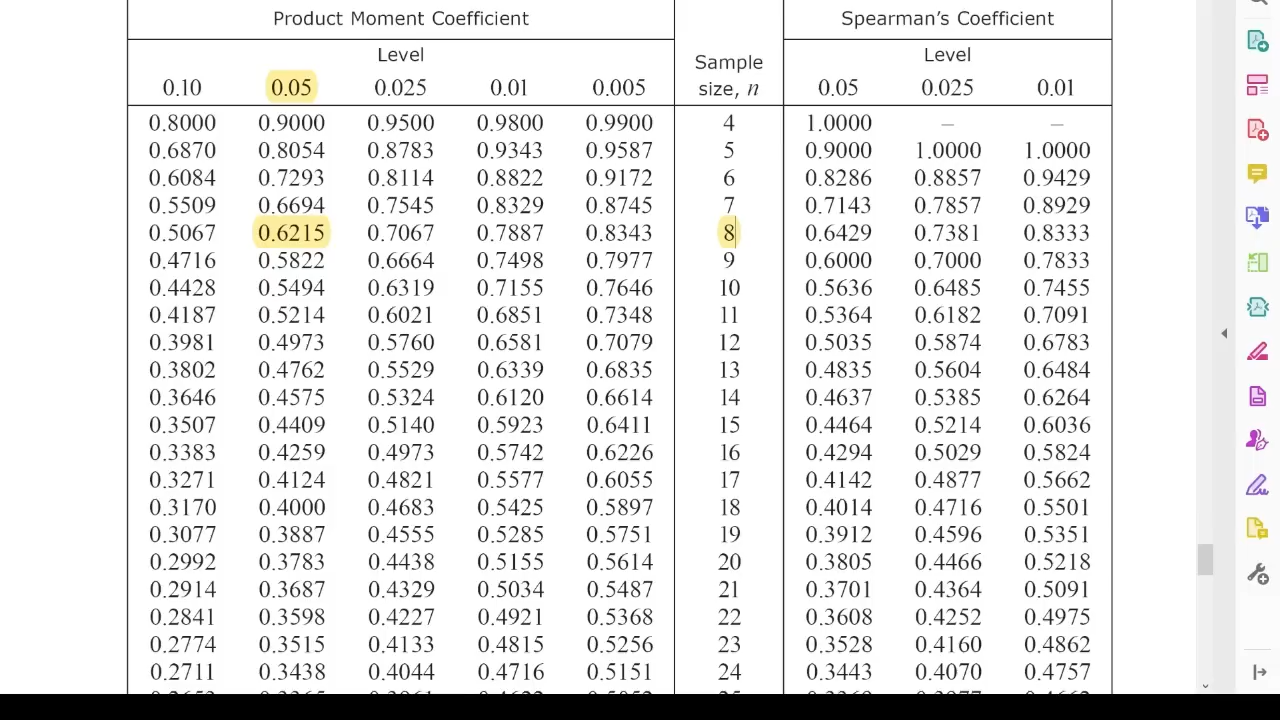 Product Moment Coefficient Spearman's Coefficient
Level Sample Level
0.10 0.05 0.025 0.01 0.005 size, n 0.05 0.025 0.01
0.8000 0.9000 0.9500 0.9800 0.9900 4 1.0000 – –
0.6870 0.8054 0.8783 0.9343 0.9587 5 0.9000 1.0000 1.0000
0.6084 0.7293 0.8114 0.8822 0.9172 6 0.8286 0.8857 0.9429
0.5509 0.6694 0.7545 0.8329 0.8745 7 0.7143 0.7857 0.8929
0.5067 0.6215 0.7067 0.7887 0.8343 8 0.6429 0.7381 0.8333
0.4716 0.5822 0.6664 0.7498 0.7977 9 0.6000 0.7000 0.7833
0.4428 0.5494 0.6319 0.7155 0.7646 10 0.5636 0.6485 0.7455
0.4187 0.5214 0.6021 0.6851 0.7348 11 0.5364 0.6182 0.7091
0.3981 0.4973 0.5760 0.6581 0.7079 12 0.5035 0.5874 0.6783
0.3802 0.4762 0.5529 0.6339 0.6835 13 0.4835 0.5604 0.6484
0.3646 0.4575 0.5324 0.6120 0.6614 14 0.4637 0.5385 0.6264
0.3507 0.4409 0.5140 0.5923 0.6411 15 0.4464 0.5214 0.6036
0.3383 0.4259 0.4973 0.5742 0.6226 16 0.4294 0.5029 0.5824
0.3271 0.4124 0.4821 0.5577 0.6055 17 0.4142 0.4877 0.5662
0.3170 0.4000 0.4683 0.5425 0.5897 18 0.4014 0.4716 0.5501
0.3077 0.3887 0.4555 0.5285 0.5751 19 0.3912 0.4596 0.5351
0.2992 0.3783 0.4438 0.5155 0.5614 20 0.3805 0.4466 0.5218
0.2914 0.3687 0.4329 0.5034 0.5487 21 0.3701 0.4364 0.5091
0.2841 0.3598 0.4227 0.4921 0.5368 22 0.3608 0.4252 0.4975
0.2774 0.3515 0.4133 0.4815 0.5256 23 0.3528 0.4160 0.4862
0.2711 0.3438 0.4044 0.4716 0.5151 24 0.3443 0.4070 0.4757